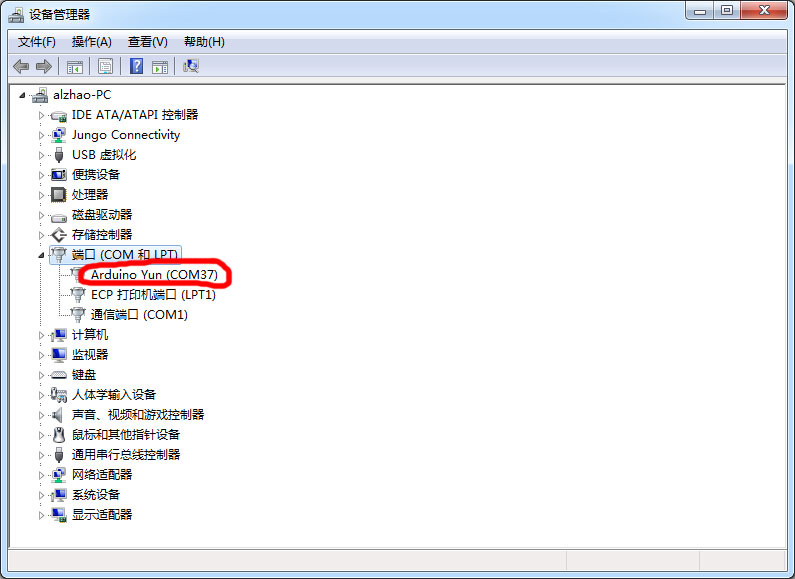 设备管理器
文件(F) 操作(A) 查看(V) 帮助(H)
alzhao-PC
IDE ATA/ATAPI 控制器
Jungo Connectivity
USB 虚拟化
便携设备
处理器
磁盘驱动器
存储控制器
端口 (COM 和 LPT)
Arduino Yun (COM37)
ECP 打印机端口 (LPT1)
通信端口 (COM1)
计算机
监视器
键盘
人体学输入设备
声音、视频和游戏控制器
鼠标和其他指针设备
通用串行总线控制器
网络适配器
系统设备
显示适配器